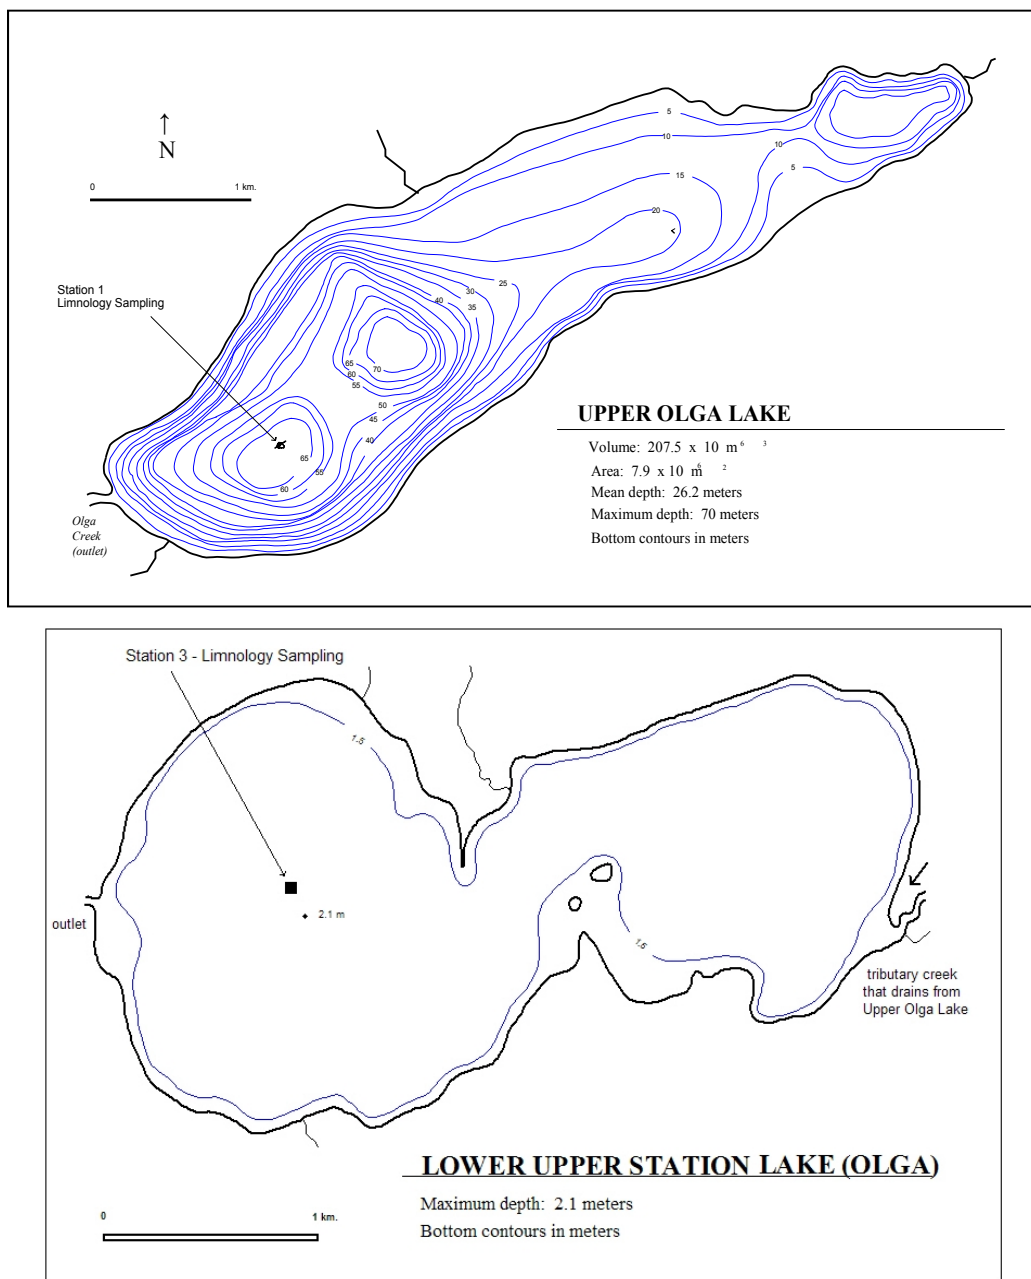 ↑
N
0 1 km.
5
10
15
20
10
5
25
30
35
40
65
70
60
55
50
45
40
65
55
60
Station 1
Limnology Sampling
Olga
Creek
(outlet)
UPPER OLGA LAKE
Volume: 207.5 x 10 m 6 3
Area: 7.9 x 10 m 6 2
Mean depth: 26.2 meters
Maximum depth: 70 meters
Bottom contours in meters
Station 3 - Limnology Sampling
1.5
2.1 m
outlet
1.5
tributary creek
that drains from
Upper Olga Lake
LOWER UPPER STATION LAKE (OLGA)
Maximum depth: 2.1 meters
Bottom contours in meters
0 1 km.